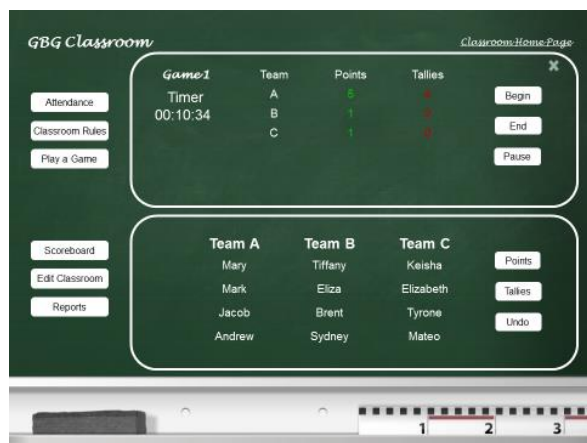 GBG Classroom
Classroom Home Page
Attendance
Classroom Rules
Play a Game
Game 1
Timer
00:10:34
Team Points Tallies
A 5
B 1
C 1 0
x
Begin
End
Pause
Scoreboard
Edit Classroom
Reports
Team A Team B Team C
Mary Tiffany Keisha
Mark Eliza Elizabeth
Jacob Brent Tyrone
Andrew Sydney Mateo
Points
Tallies
Undo
1 2 3